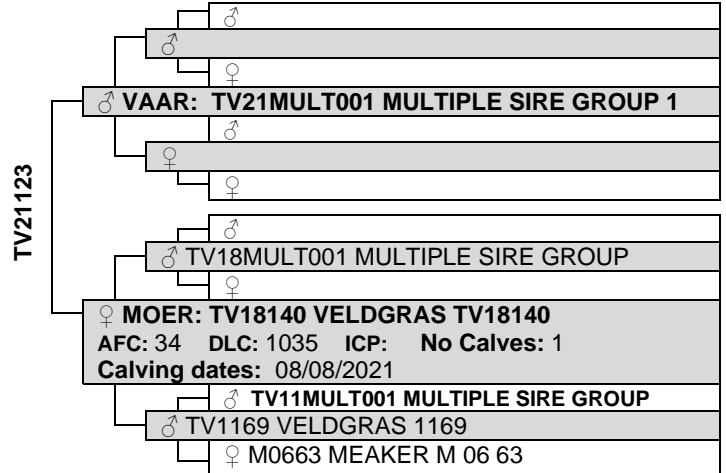 ♂
♂
♀
♂ VAAR: TV21MULT001 MULTIPLE SIRE GROUP 1
♂
♀
♀
TV21123
♂
♂ TV18MULT001 MULTIPLE SIRE GROUP
♀
♀ MOER: TV18140 VELDGRAS TV18140
AFC: 34 DLC: 1035 ICP: No Calves: 1
Calving dates: 08/08/2021
♂ TV11MULT001 MULTIPLE SIRE GROUP
♂ TV1169 VELDGRAS 1169
♀ M0663 MEAKER M 06 63